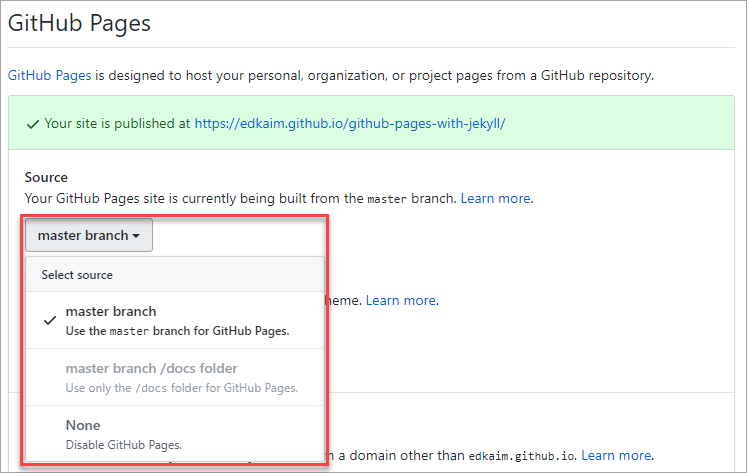 GitHub Pages
GitHub Pages is designed to host your personal, organization, or project pages from a GitHub repository.
Your site is published at https://edkaim.github.io/github-pages-with-jekyll/
Source
Your GitHub Pages site is currently being built from the master branch. Learn more.
master branch
Select source
master branch
Use the master branch for GitHub Pages.
heme. Learn more.
master branch /docs folder
Use only the /docs folder for GitHub Pages.
None
Disable GitHub Pages.
a domain other than edkaim.github.io. Learn more.